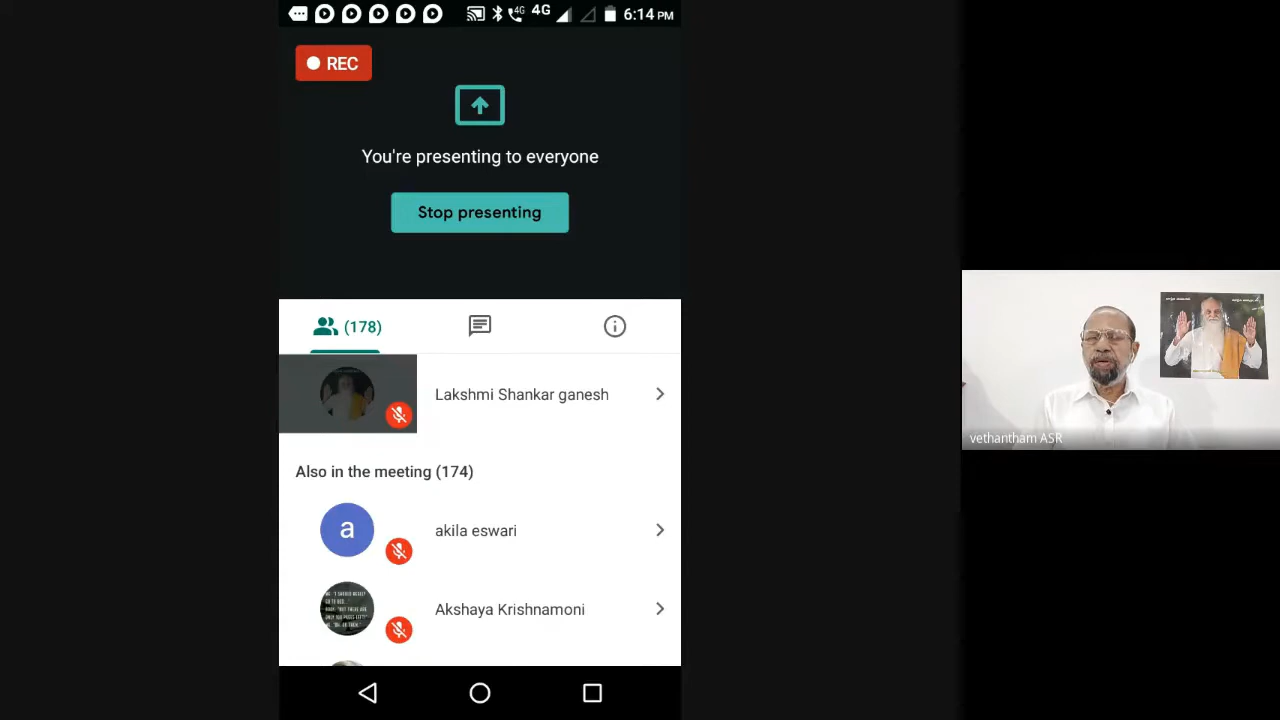 4G
4G
6:14 PM
REC
You're presenting to everyone
Stop presenting
(178)
Lakshmi Shankar ganesh
Also in the meeting (174)
a
akila eswari
Akshaya Krishnamoni
vethantham ASR